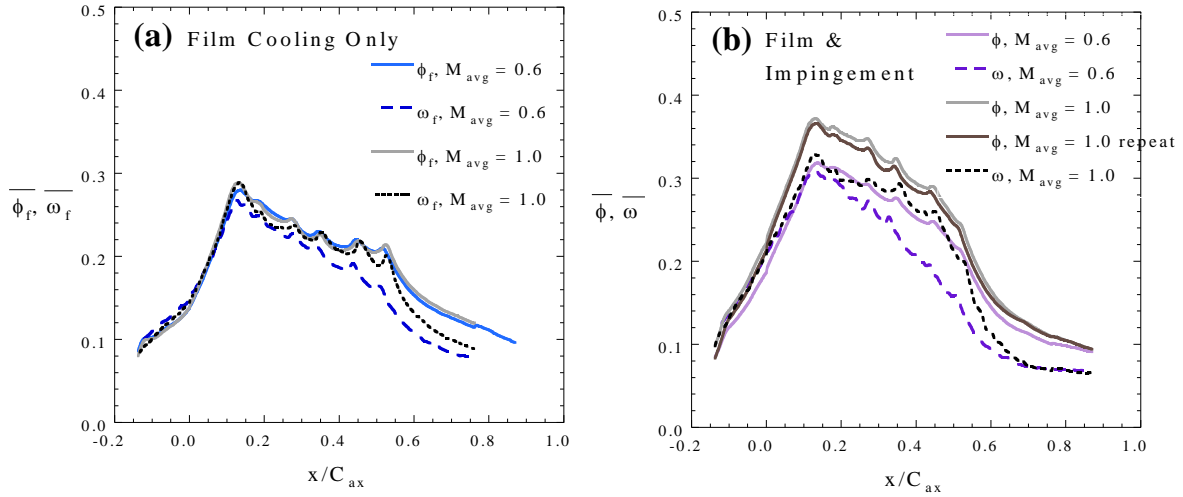 (a) Film Cooling Only
ϕf, Mavg = 0.6
ωf, Mavg = 0.6
ϕf, Mavg = 1.0
ωf, Mavg = 1.0
ϕf, ωf
0.5
0.4
0.3
0.2
0.1
0.0
-0.2 0.0 0.2 0.4 0.6 0.8 1.0
x/Cax
(b) Film &
Impingement
ϕ, Mavg = 0.6
ω, Mavg = 0.6
ϕ, Mavg = 1.0
ϕ, Mavg = 1.0 repeat
ω, Mavg = 1.0
ϕ, ω
0.5
0.4
0.3
0.2
0.1
0.0
-0.2 0.0 0.2 0.4 0.6 0.8 1.0
x/Cax